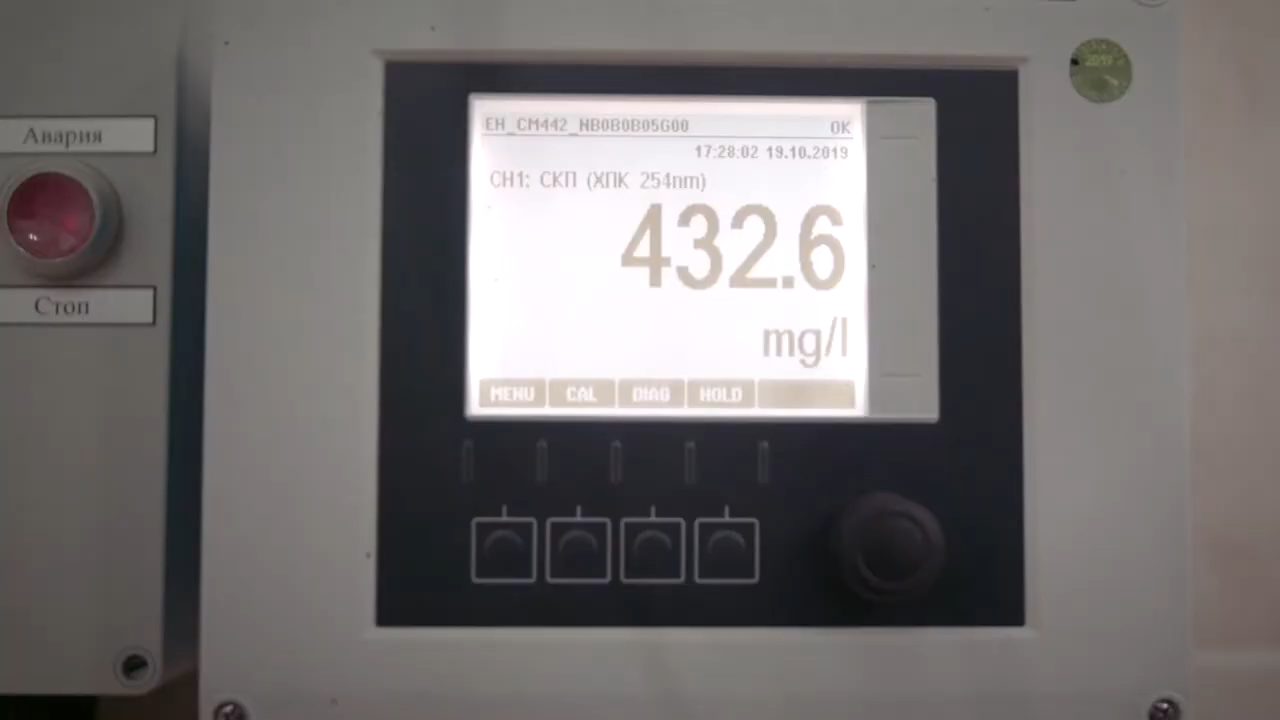 Авария
Стоп
EH_CM442_NB0B0B05G00 OK
17:28:02 19.10.2019
CH1: СКП (ХПК 254nm)
432.6
mg/l
MENU CAL DIAG HOLD